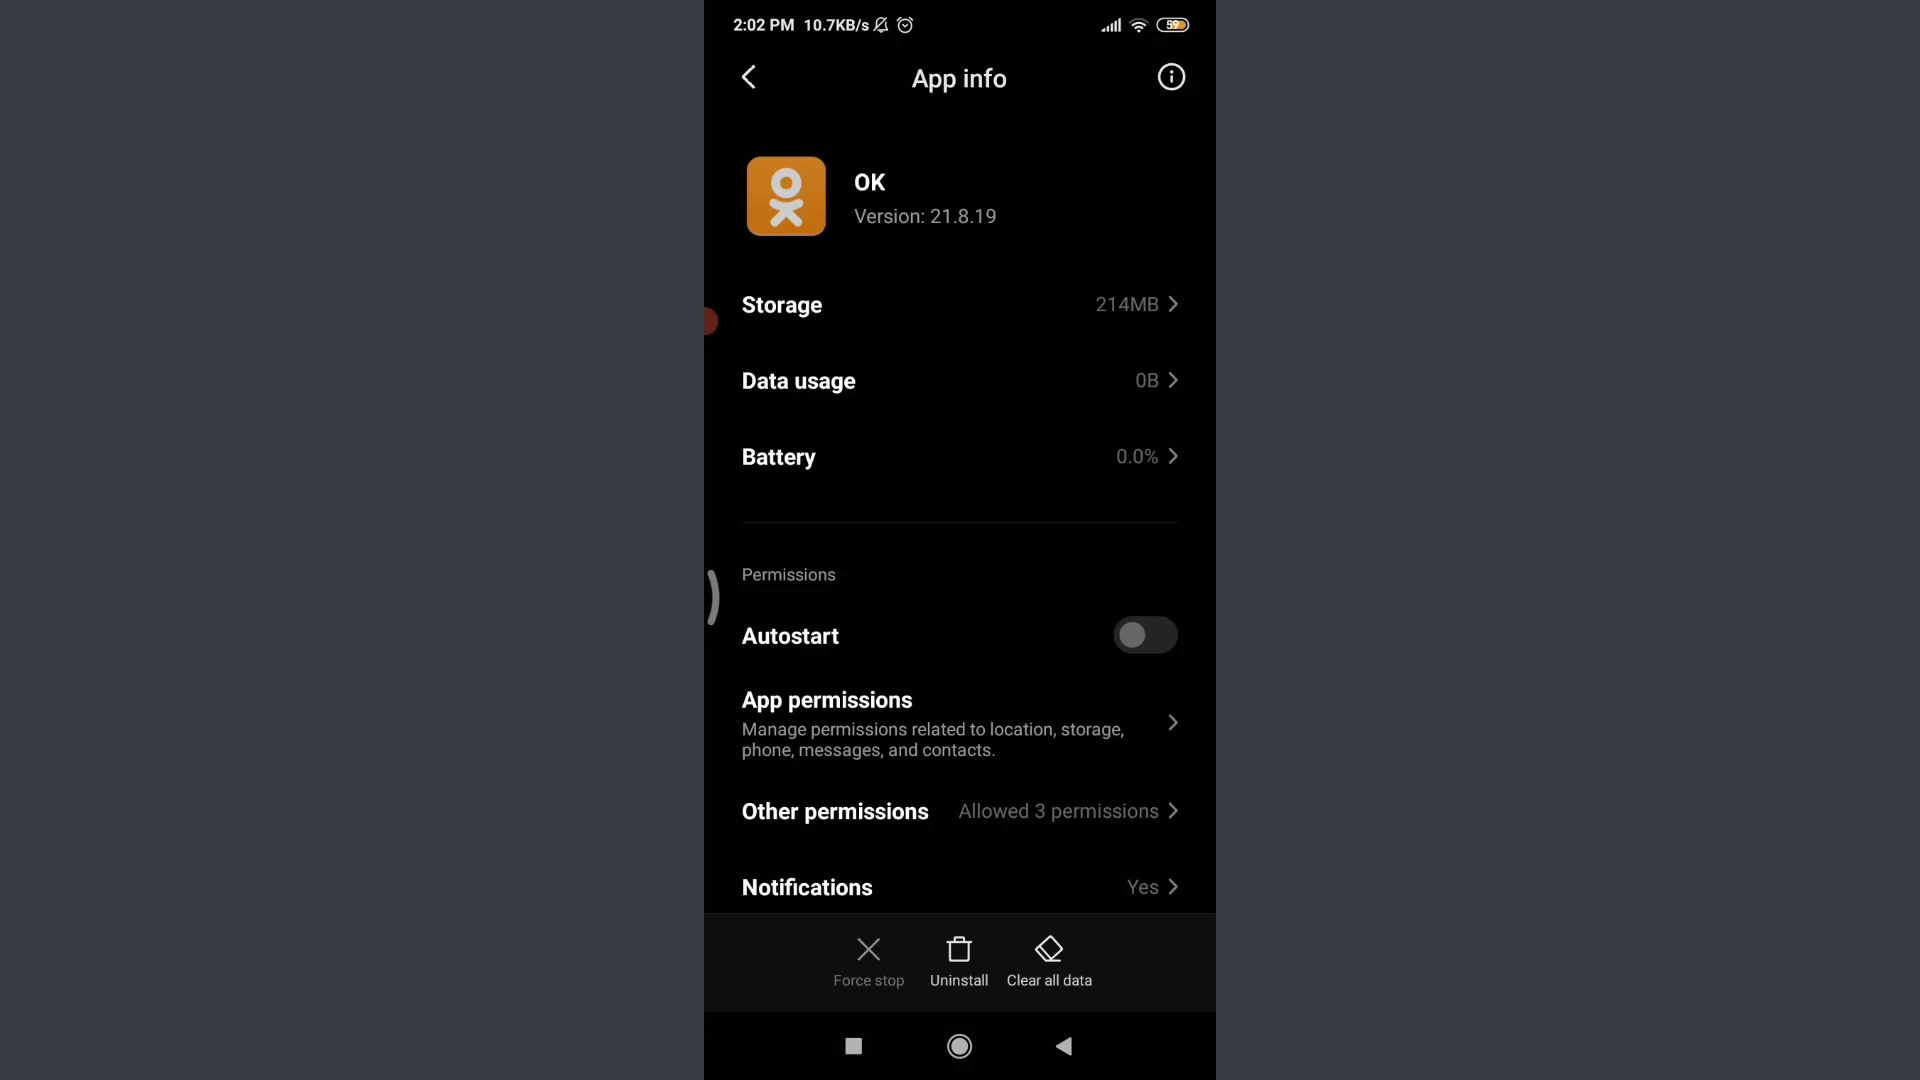 2:02 PM 10.7KB/s 59
App info
OK
Version: 21.8.19
Storage 214MB
Data usage 0B
Battery 0.0%
Permissions
Autostart
App permissions
Manage permissions related to location, storage,
phone, messages, and contacts.
Other permissions Allowed 3 permissions
Notifications Yes
Force stop Uninstall Clear all data